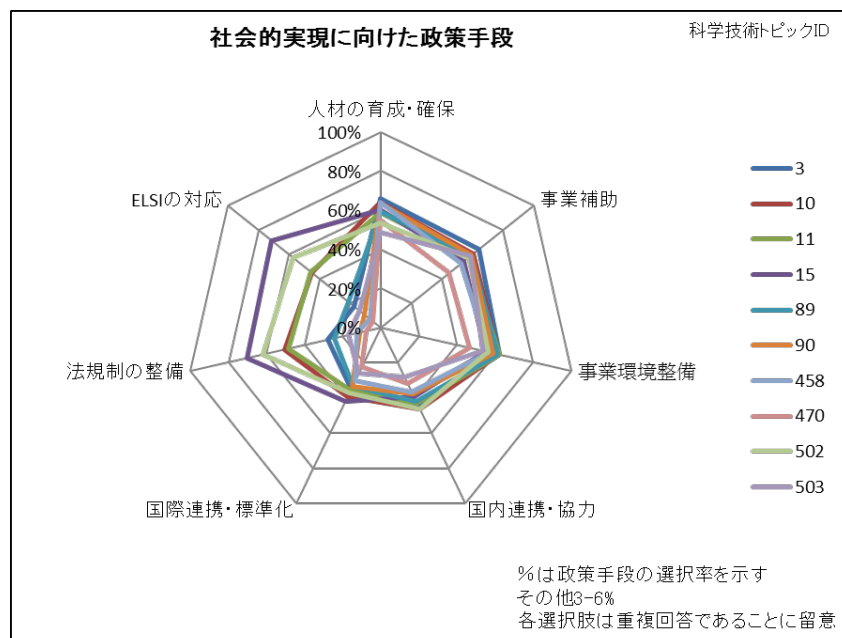 社会的実現に向けた政策手段
科学技術トピックID
人材の育成・確保
100%
80%
60%
40%
20%
0%
ELSIの対応
事業補助
法規制の整備
事業環境整備
国際連携・標準化
国内連携・協力
3
10
11
15
89
90
458
470
502
503
%は政策手段の選択率を示す
その他3-6%
各選択肢は重複回答であることに留意